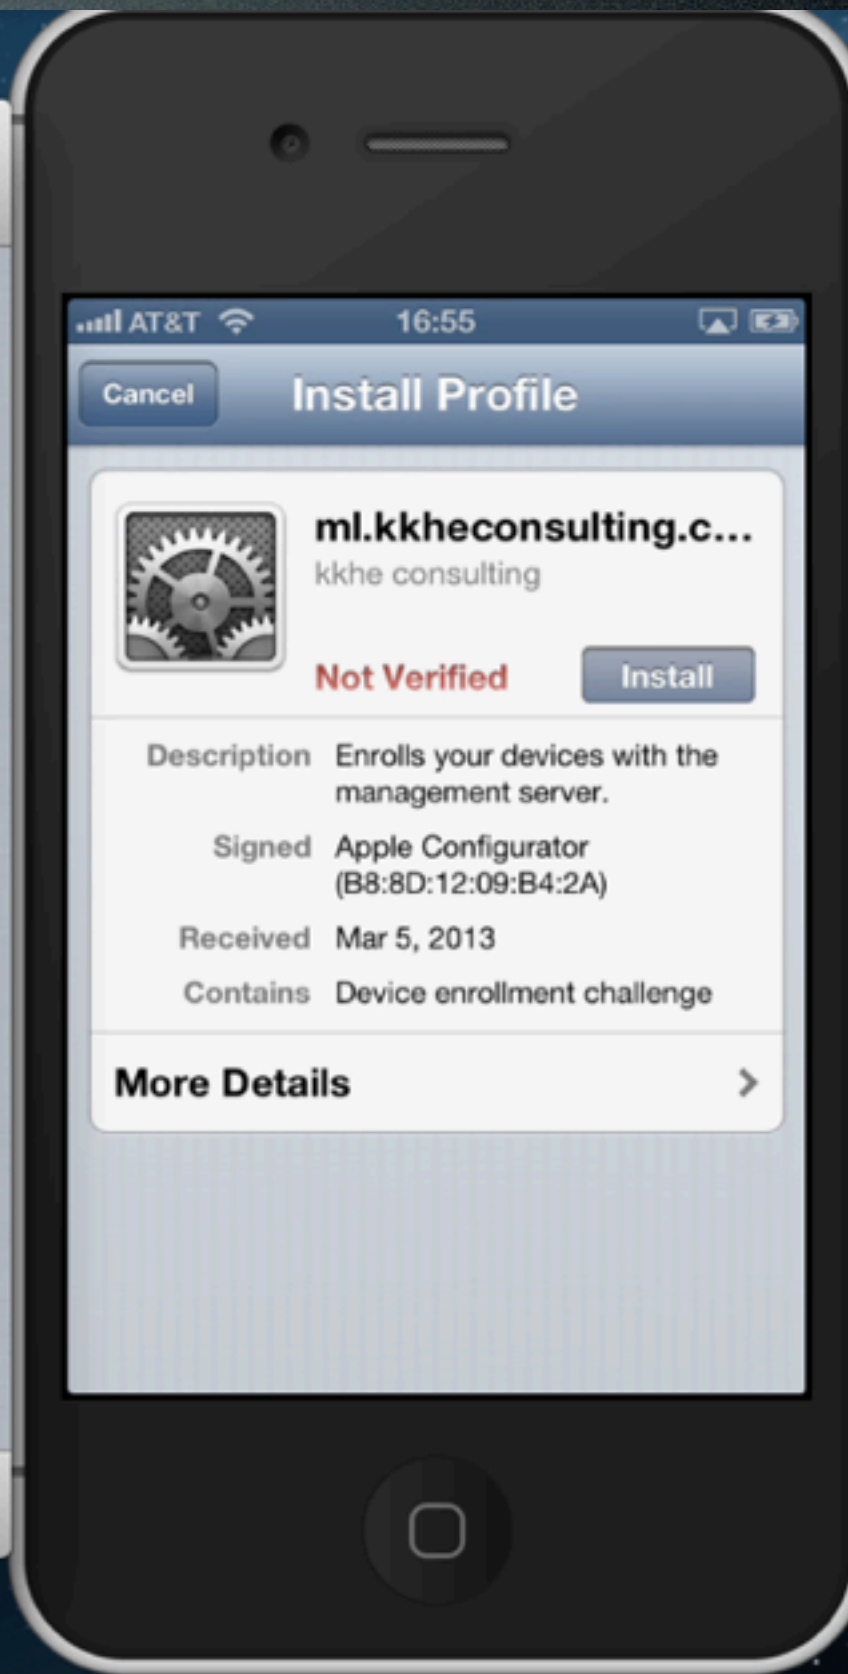 AT&T 16:55
Cancel Install Profile
ml.kkheconsulting.c...
kkhe consulting
Not Verified Install
Description Enrolls your devices with the
management server.
Signed Apple Configurator
(B8:8D:12:09:B4:2A)
Received Mar 5, 2013
Contains Device enrollment challenge
More Details